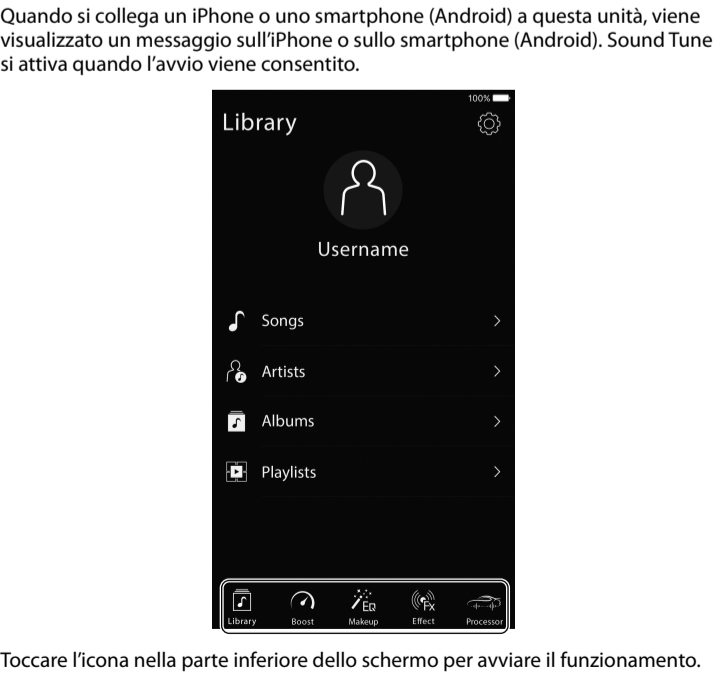 Quando si collega un iPhone o uno smartphone (Android) a questa unità, viene
visualizzato un messaggio sull’iPhone o sullo smartphone (Android). Sound Tune
si attiva quando l’avvio viene consentito.
100%
Library
Username
Songs
Artists
Albums
Playlists
EQ
FX
Library Boost Makeup Effect Processor
Toccare l’icona nella parte inferiore dello schermo per avviare il funzionamento.